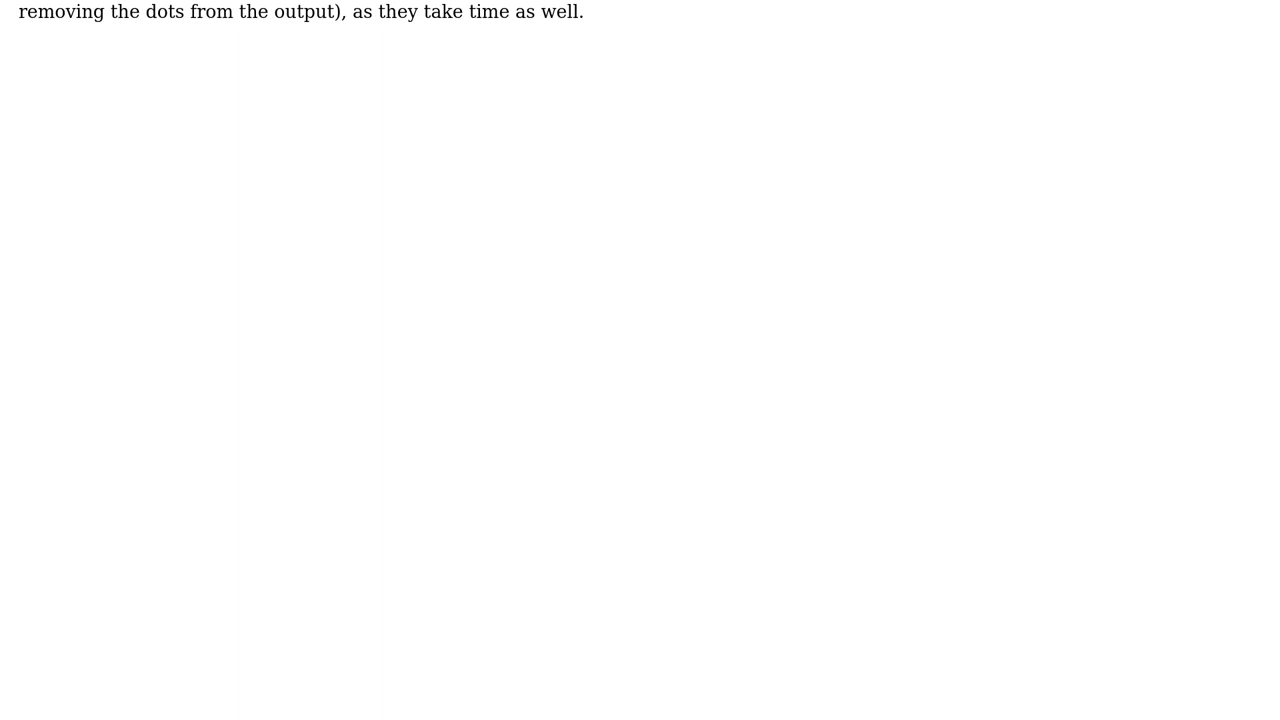 removing the dots from the output), as they take time as well.